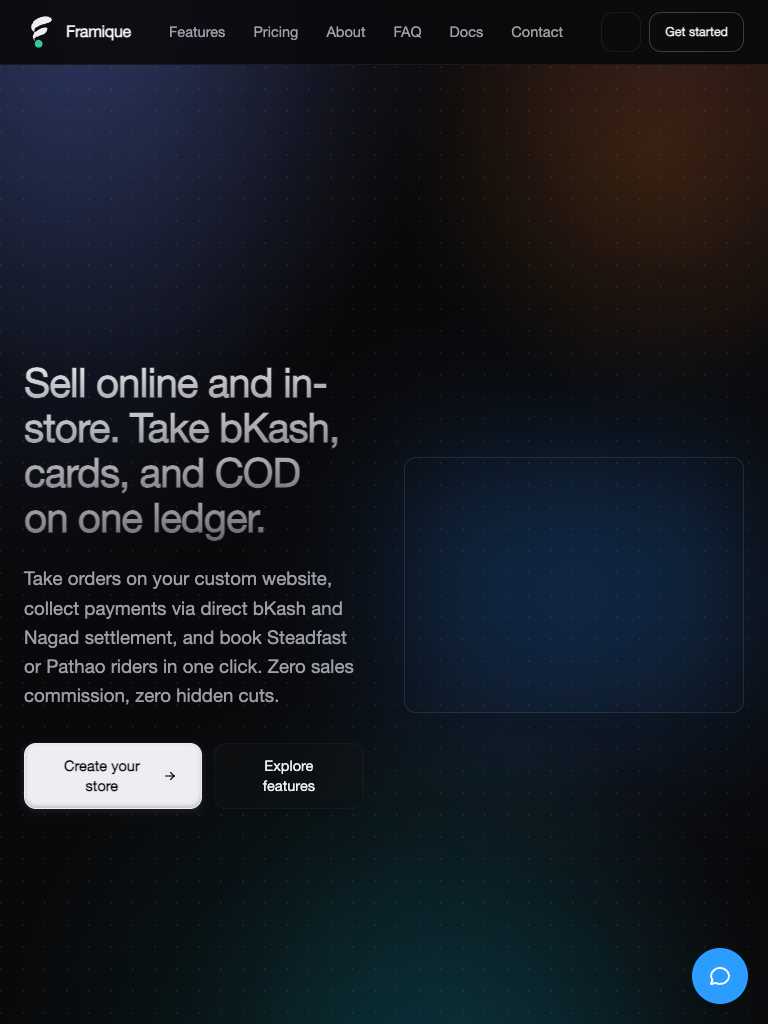 Framique
Features
Pricing
About
FAQ
Docs
Contact
Get started
Sell online and in-
store. Take bKash,
cards, and COD
on one ledger.
Take orders on your custom website,
collect payments via direct bKash and
Nagad settlement, and book Steadfast
or Pathao riders in one click. Zero sales
commission, zero hidden cuts.
Create your
store
Explore
features